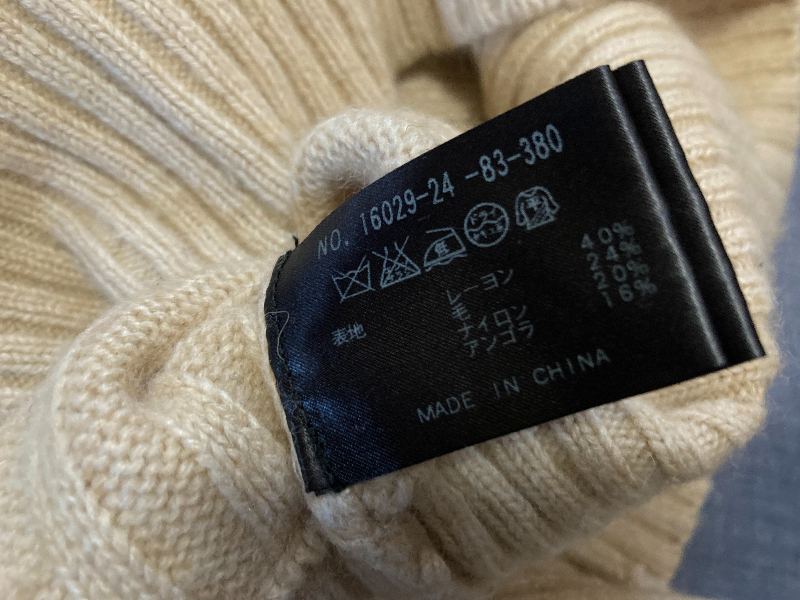 NO. 16029-24 -83-380
表地 レーヨン 40%
毛 24%
ナイロン 20%
アンゴラ 16%
MADE IN CHINA